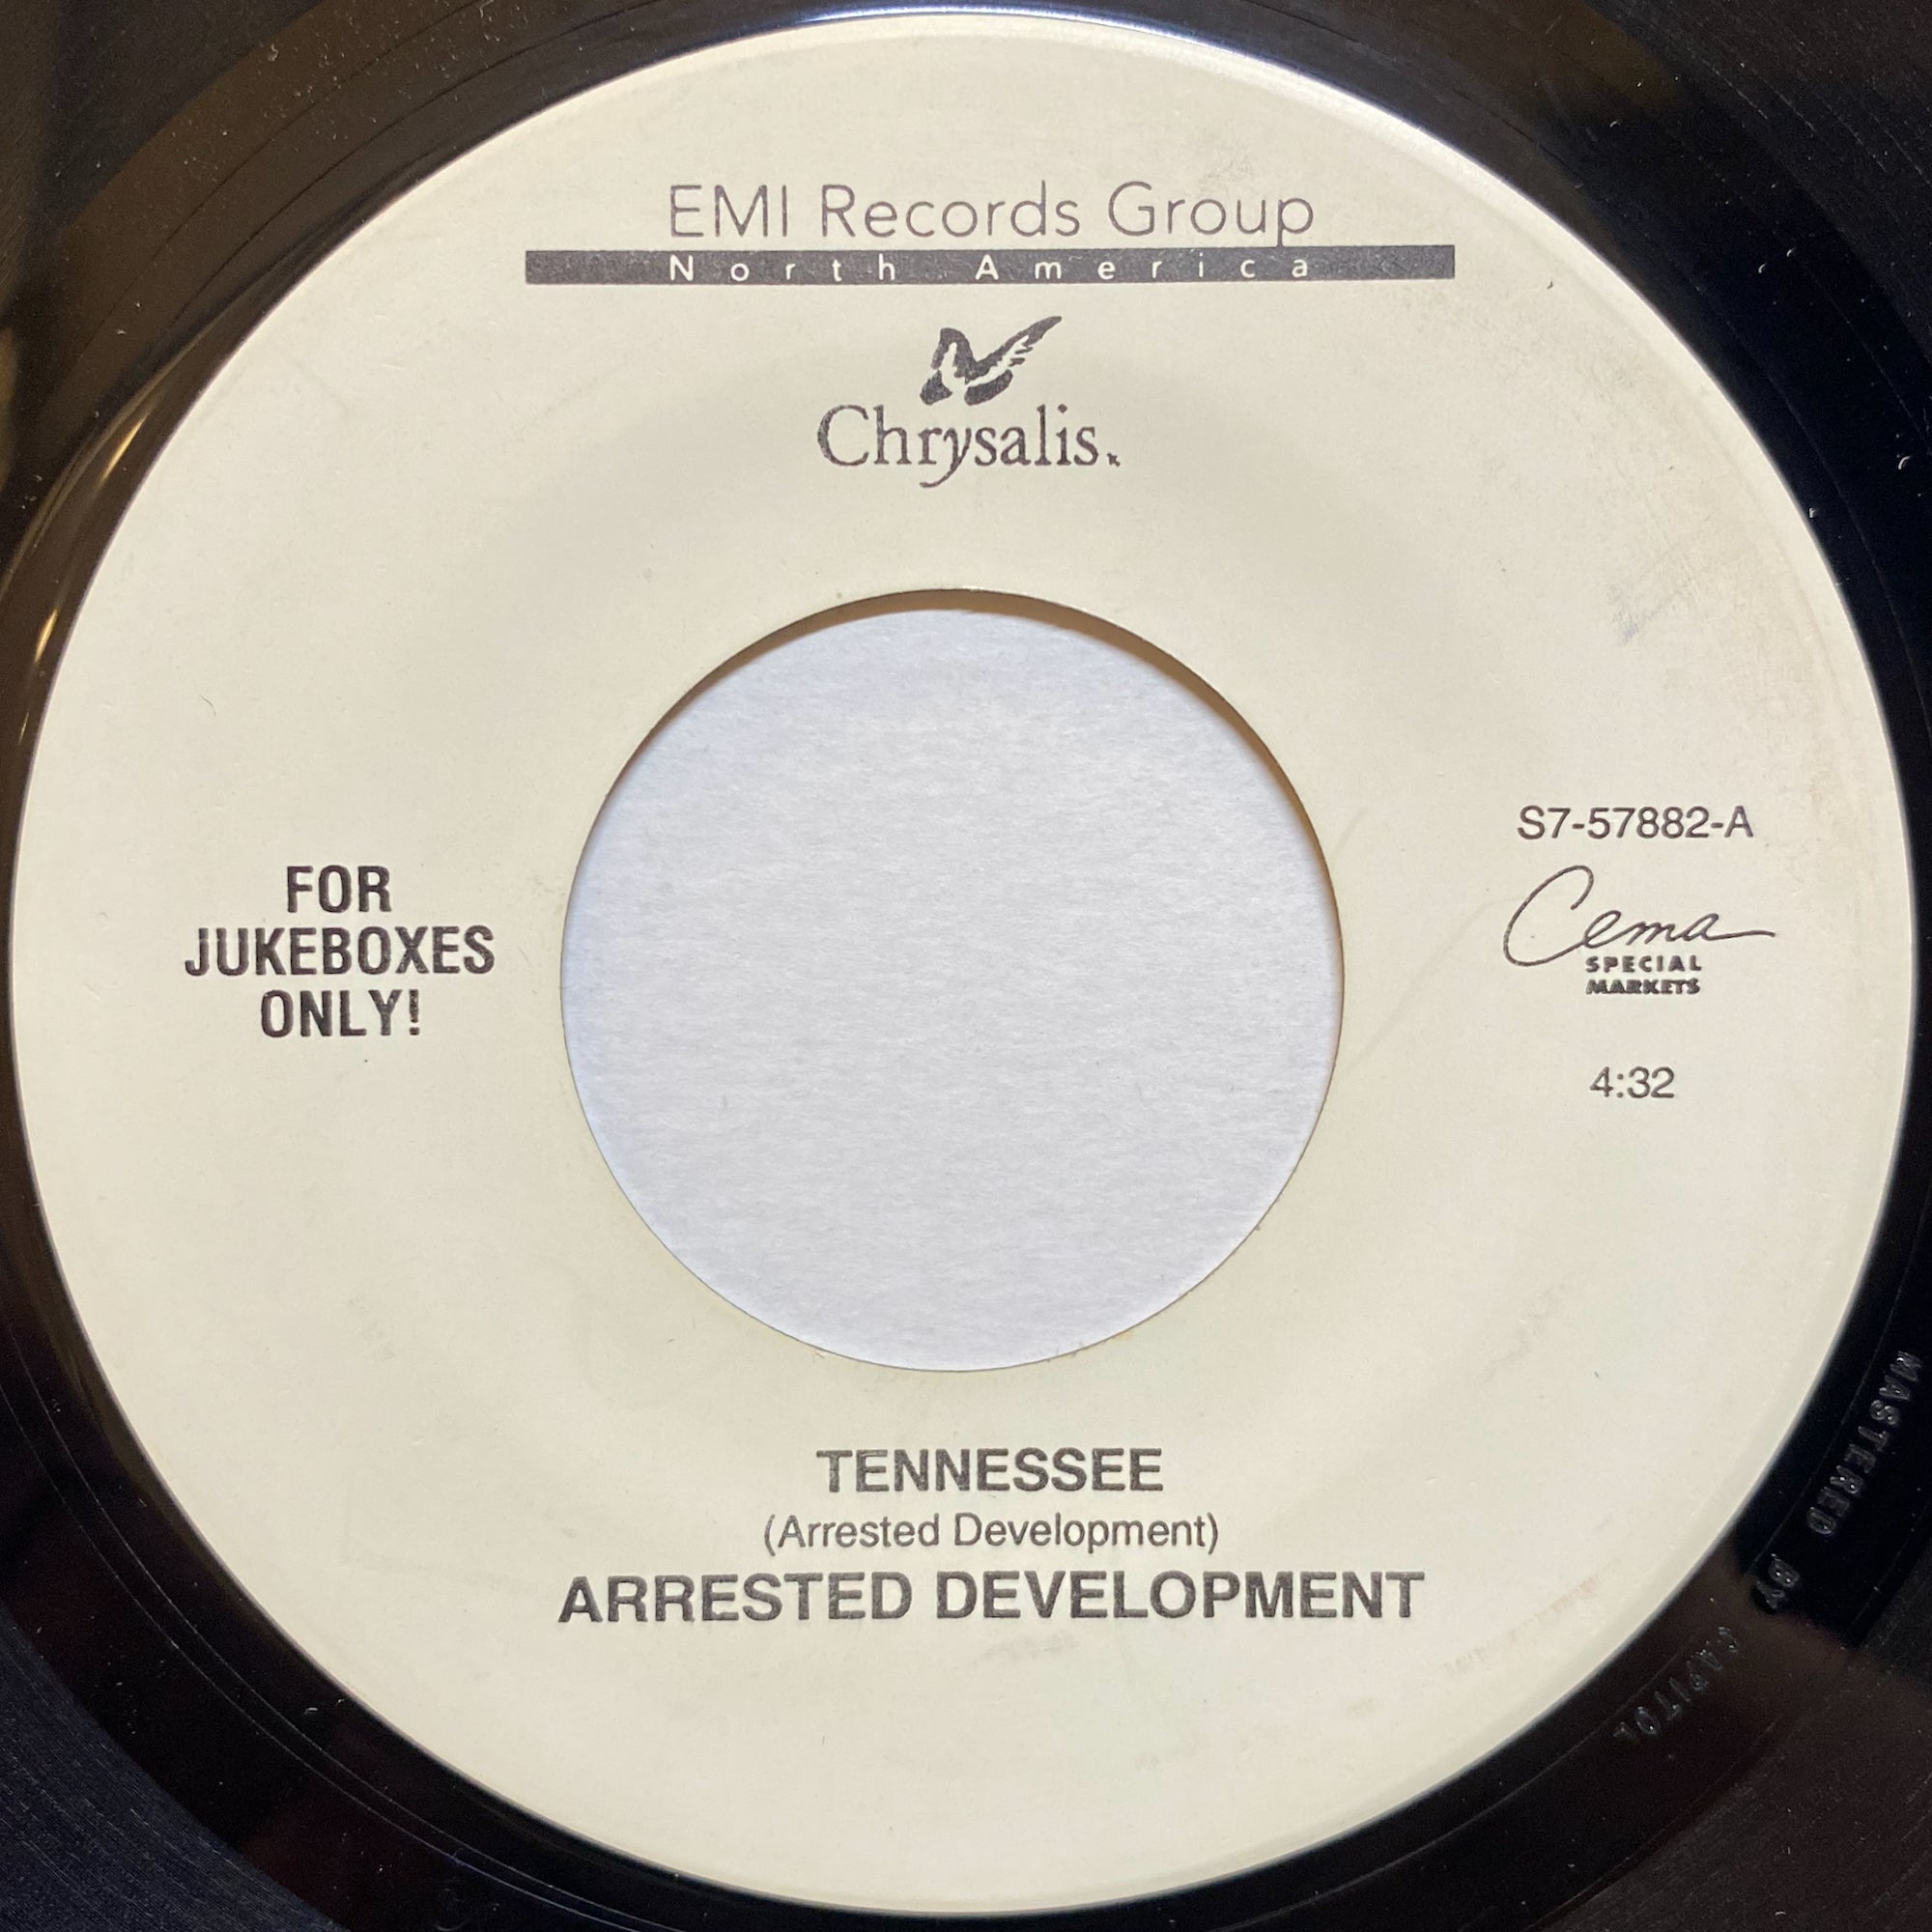 EMI Records Group
North America
Chrysalis.
FOR
JUKEBOXES
ONLY!
S7-57882-A
Cema
SPECIAL
MARKETS
4:32
TENNESSEE
(Arrested Development)
ARRESTED DEVELOPMENT
MASTERED BY
CAPITOL